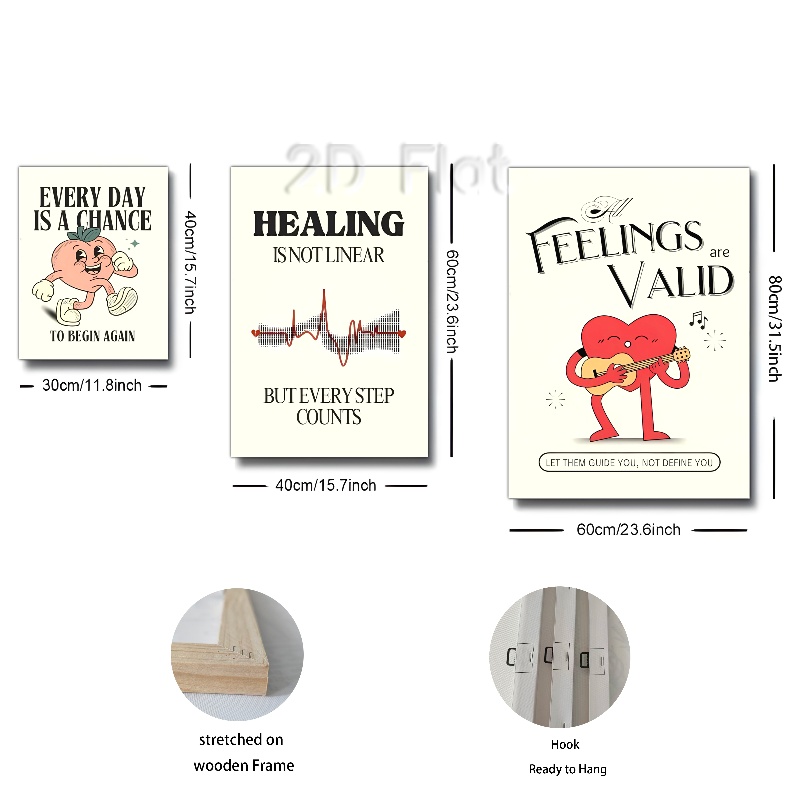 2D Flat
EVERY DAY
IS A CHANCE
TO BEGIN AGAIN
40cm/15.7inch
30cm/11.8inch
HEALING
IS NOT LINEAR
BUT EVERY STEP
COUNTS
60cm/23.6inch
40cm/15.7inch
All
FEELINGS are
VALID
LET THEM GUIDE YOU, NOT DEFINE YOU
80cm/31.5inch
60cm/23.6inch
stretched on
wooden Frame
Hook
Ready to Hang